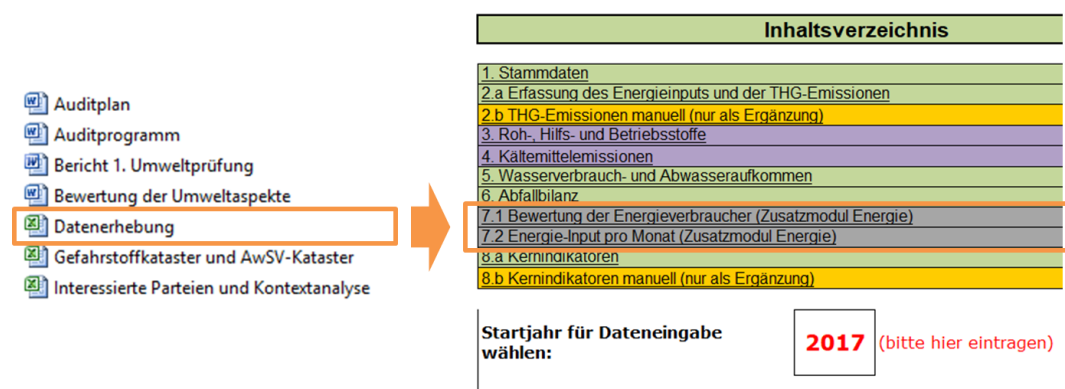 Auditplan
Auditprogramm
Bericht 1. Umweltprüfung
Bewertung der Umweltaspekte
Datenerhebung
Gefahrstoffkataster und AwSV-Kataster
Interessierte Parteien und Kontextanalyse
Inhaltsverzeichnis
1. Stammdaten
2.a Erfassung des Energieinputs und der THG-Emissionen
2.b THG-Emissionen manuell (nur als Ergänzung)
3. Roh-, Hilfs- und Betriebsstoffe
4. Kältemittelemissionen
5. Wasserverbrauch- und Abwasseraufkommen
6. Abfallbilanz
7.1 Bewertung der Energieverbraucher (Zusatzmodul Energie)
7.2 Energie-Input pro Monat (Zusatzmodul Energie)
8.a Kernindikatoren
8.b Kernindikatoren manuell (nur als Ergänzung)
Startjahr für Dateneingabe
wählen:
2017 (bitte hier eintragen)